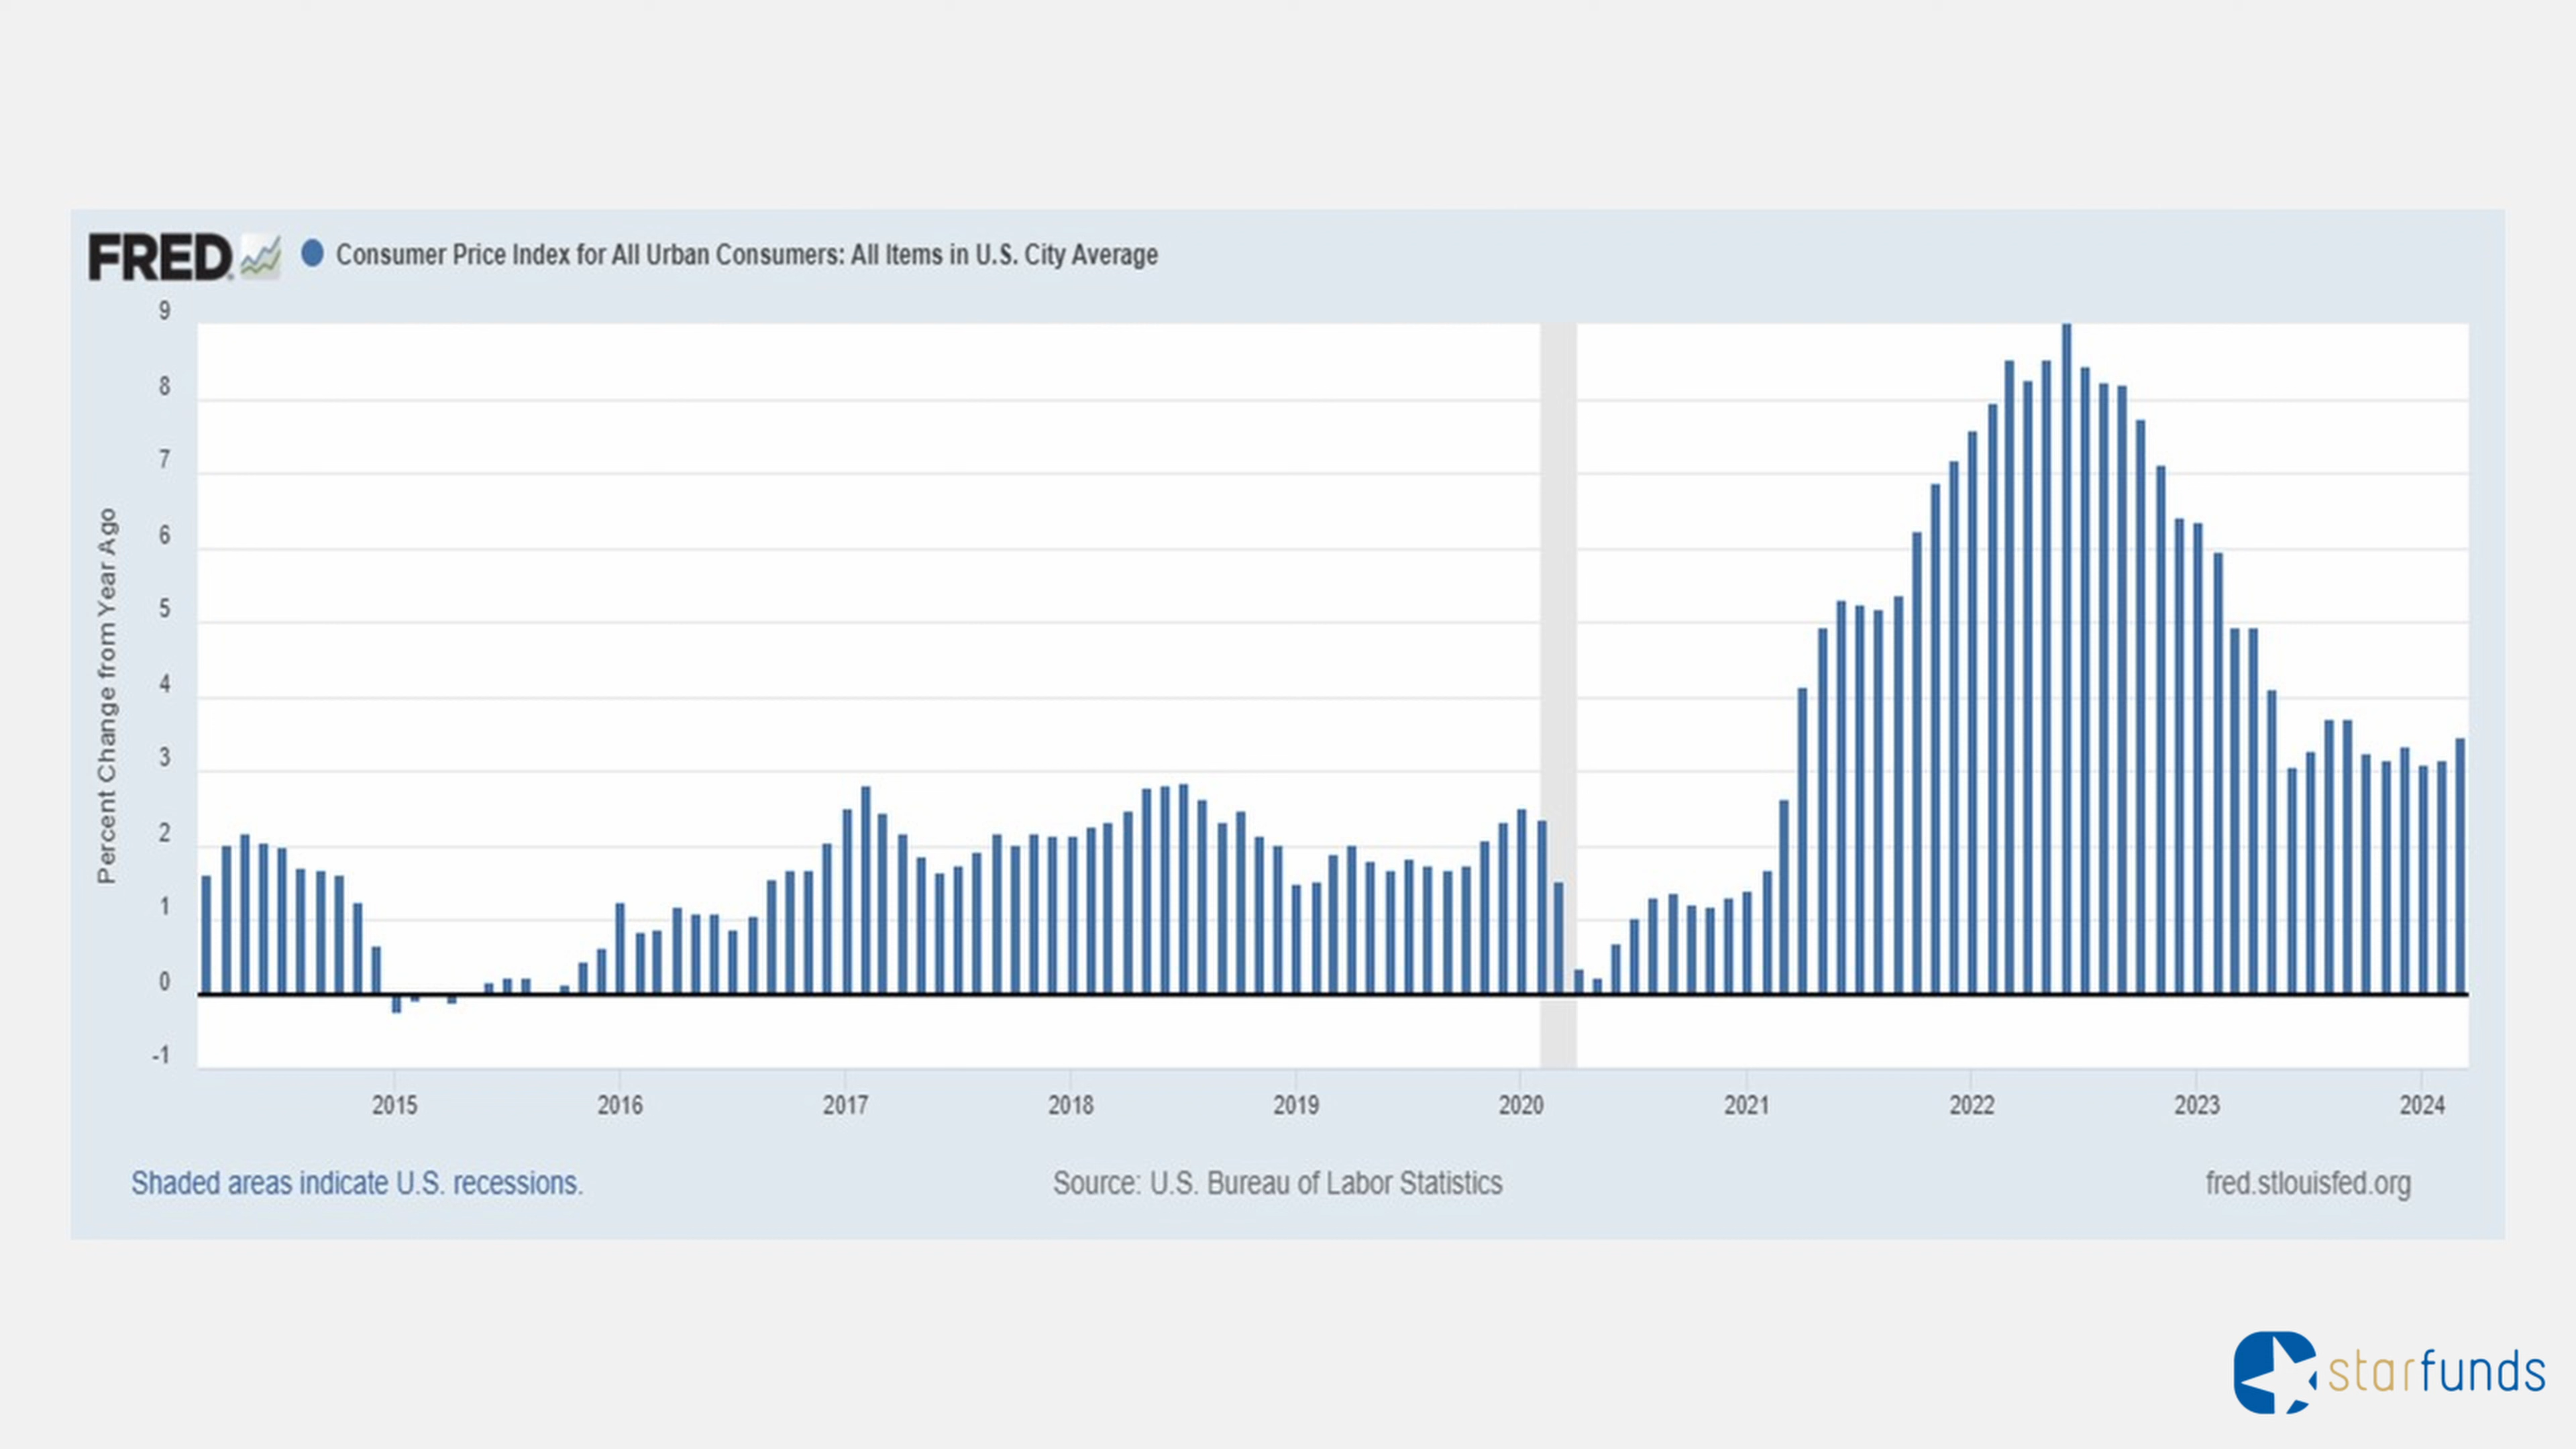 FRED
Consumer Price Index for All Urban Consumers: All Items in U.S. City Average
Percent Change from Year Ago
9
8
7
6
5
4
3
2
1
0
-1
2015 2016 2017 2018 2019 2020 2021 2022 2023 2024
Shaded areas indicate U.S. recessions. Source: U.S. Bureau of Labor Statistics fred.stlouisfed.org
starfunds